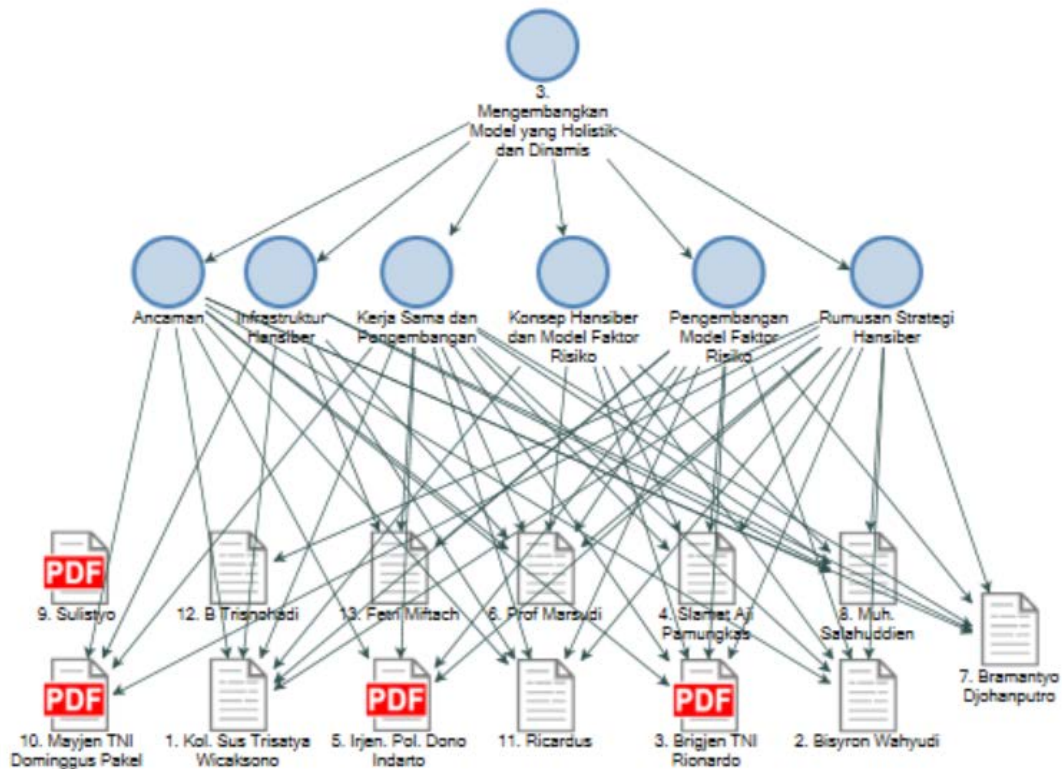 3.
Mengembangkan
Model yang Holistik
dan Dinamis
Ancaman
Infrastruktur
Hansiber
Kerja Sama dan
Pengembangan
Konsep Hansiber
dan Model Faktor
Risiko
Pengembangan
Model Faktor
Risiko
Rumusan Strategi
Hansiber
PDF
9. Sulistyo
12. B Trisnohadi
13. Fetri Miftach
6. Prof Marsudi
4. Slamet Aji
Pamungkas
8. Muh.
Salahuddien
7. Bramantyo
Djohanputro
PDF
10. Mayjen TNI
Dominggus Pakel
1. Kol. Sus Trisatya
Wicaksono
PDF
5. Irjen. Pol. Dono
Indarto
11. Ricardus
PDF
3. Brigjen TNI
Rionardo
2. Bisyron Wahyudi